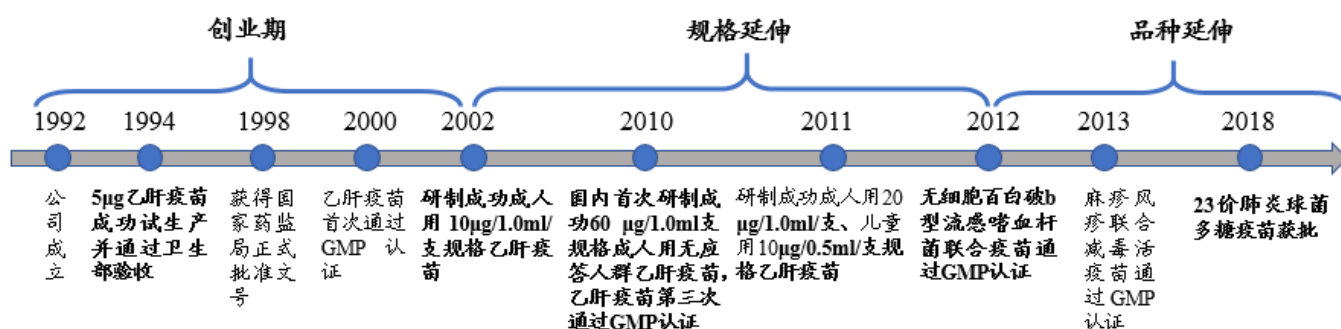 创业期
规格延伸
品种延伸
1992
1994
1998
2000
2002
2010
2011
2012
2013
2018
公
司
成
立
5μg乙肝疫苗
成功试生产
并通过卫生
部验收
获得国
家药监
局正式
批准文
号
乙肝疫苗
首次通过
GMP 认
证
研制成功成人
用 10μg/1.0ml/
支规格乙肝疫
苗
国内首次研制成
功60 μg/1.0ml支
规格成人用无应
答人群乙肝疫苗，
乙肝疫苗第三次
通过GMP认证
研制成功成人用20
μg/1.0ml/支、儿童
用10μg/0.5ml/支规
格乙肝疫苗
无细胞百白破b
型流感嗜血杆
菌联合疫苗通
过GMP认证
麻疹风
疹联合
减毒活
疫苗通
过 GMP
认证
23价肺炎球菌
多糖疫苗获批